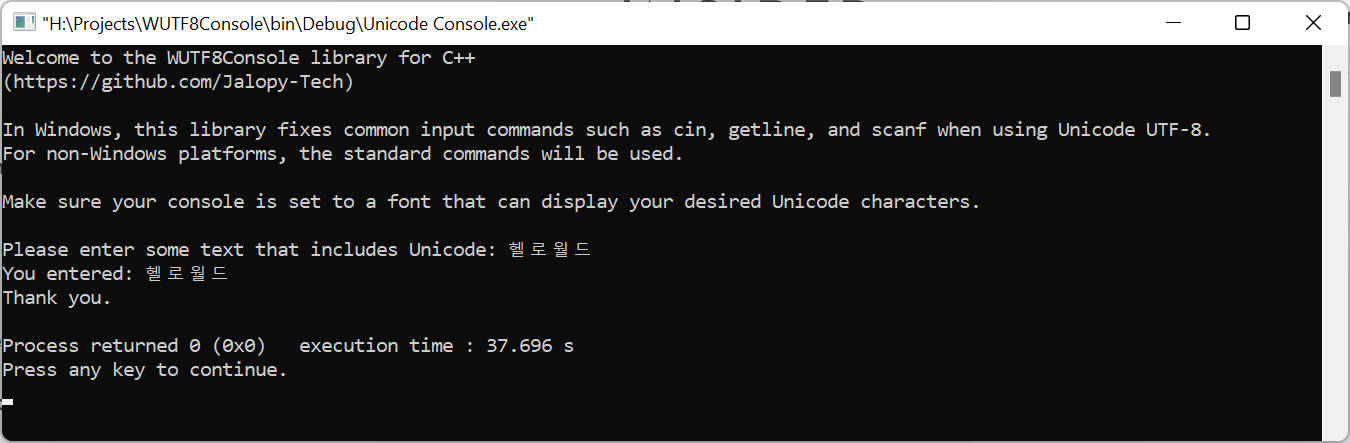 "H:\Projects\WUTF8Console\bin\Debug\Unicode Console.exe"
Welcome to the WUTF8Console library for C++
(https://github.com/Jalopy-Tech)
In Windows, this library fixes common input commands such as cin, getline, and scanf when using Unicode UTF-8.
For non-Windows platforms, the standard commands will be used.
Make sure your console is set to a font that can display your desired Unicode characters.
Please enter some text that includes Unicode: 헬로월드
You entered: 헬로월드
Thank you.
Process returned 0 (0x0)   execution time : 37.696 s
Press any key to continue.